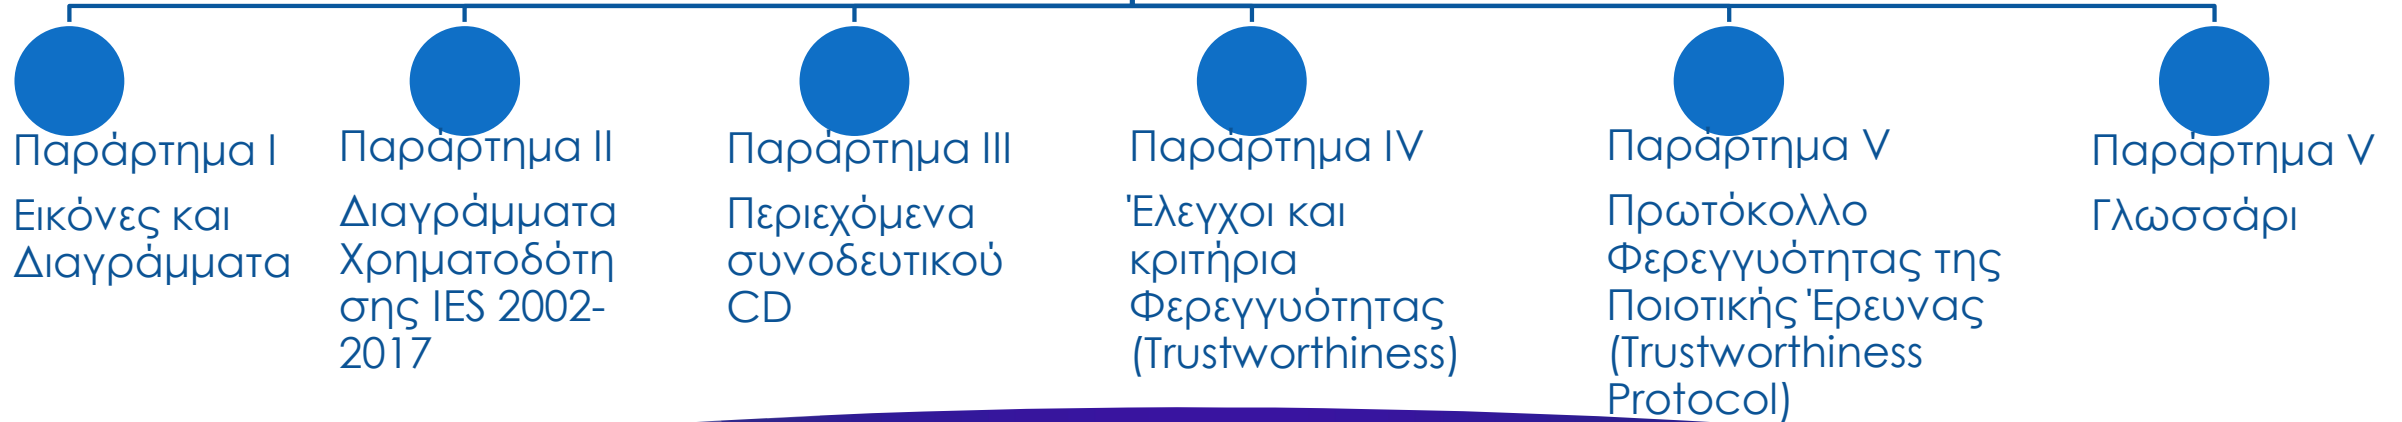 Παράρτημα I
Εικόνες και
Διαγράμματα
Παράρτημα II
Διαγράμματα
Χρηματοδότη
σης IES 2002-
2017
Παράρτημα III
Περιεχόμενα
συνοδευτικού
CD
Παράρτημα IV
Έλεγχοι και
κριτήρια
Φερεγγυότητας
(Trustworthiness)
Παράρτημα V
Πρωτόκολλο
Φερεγγυότητας της
Ποιοτικής Έρευνας
(Trustworthiness
Protocol)
Παράρτημα V
Γλωσσάρι